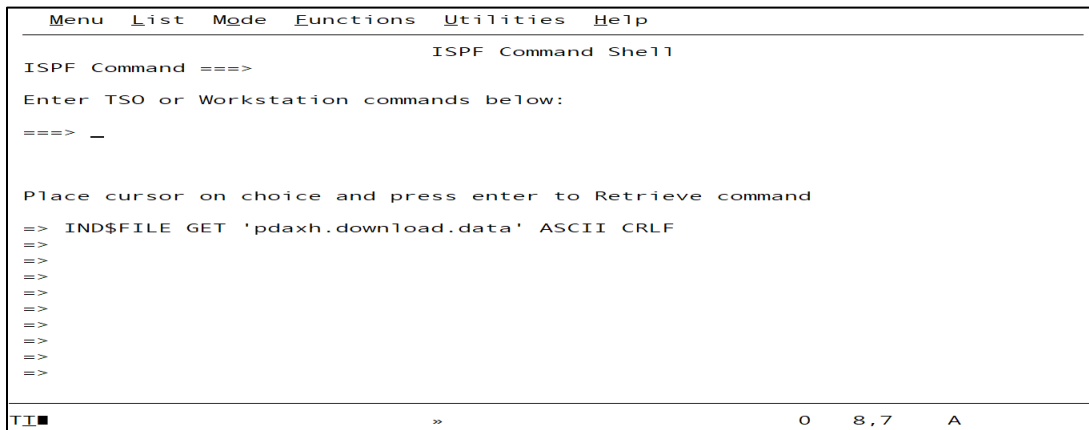 Menu List Mode Functions Utilities Help
ISPF Command Shell
ISPF Command ===>
Enter TSO or Workstation commands below:
===> _
Place cursor on choice and press enter to Retrieve command
=> IND$FILE GET 'pdaxh.download.data' ASCII CRLF
=>
=>
=>
=>
=>
=>
=>
=>
=>
TI■ » 0 8,7 A